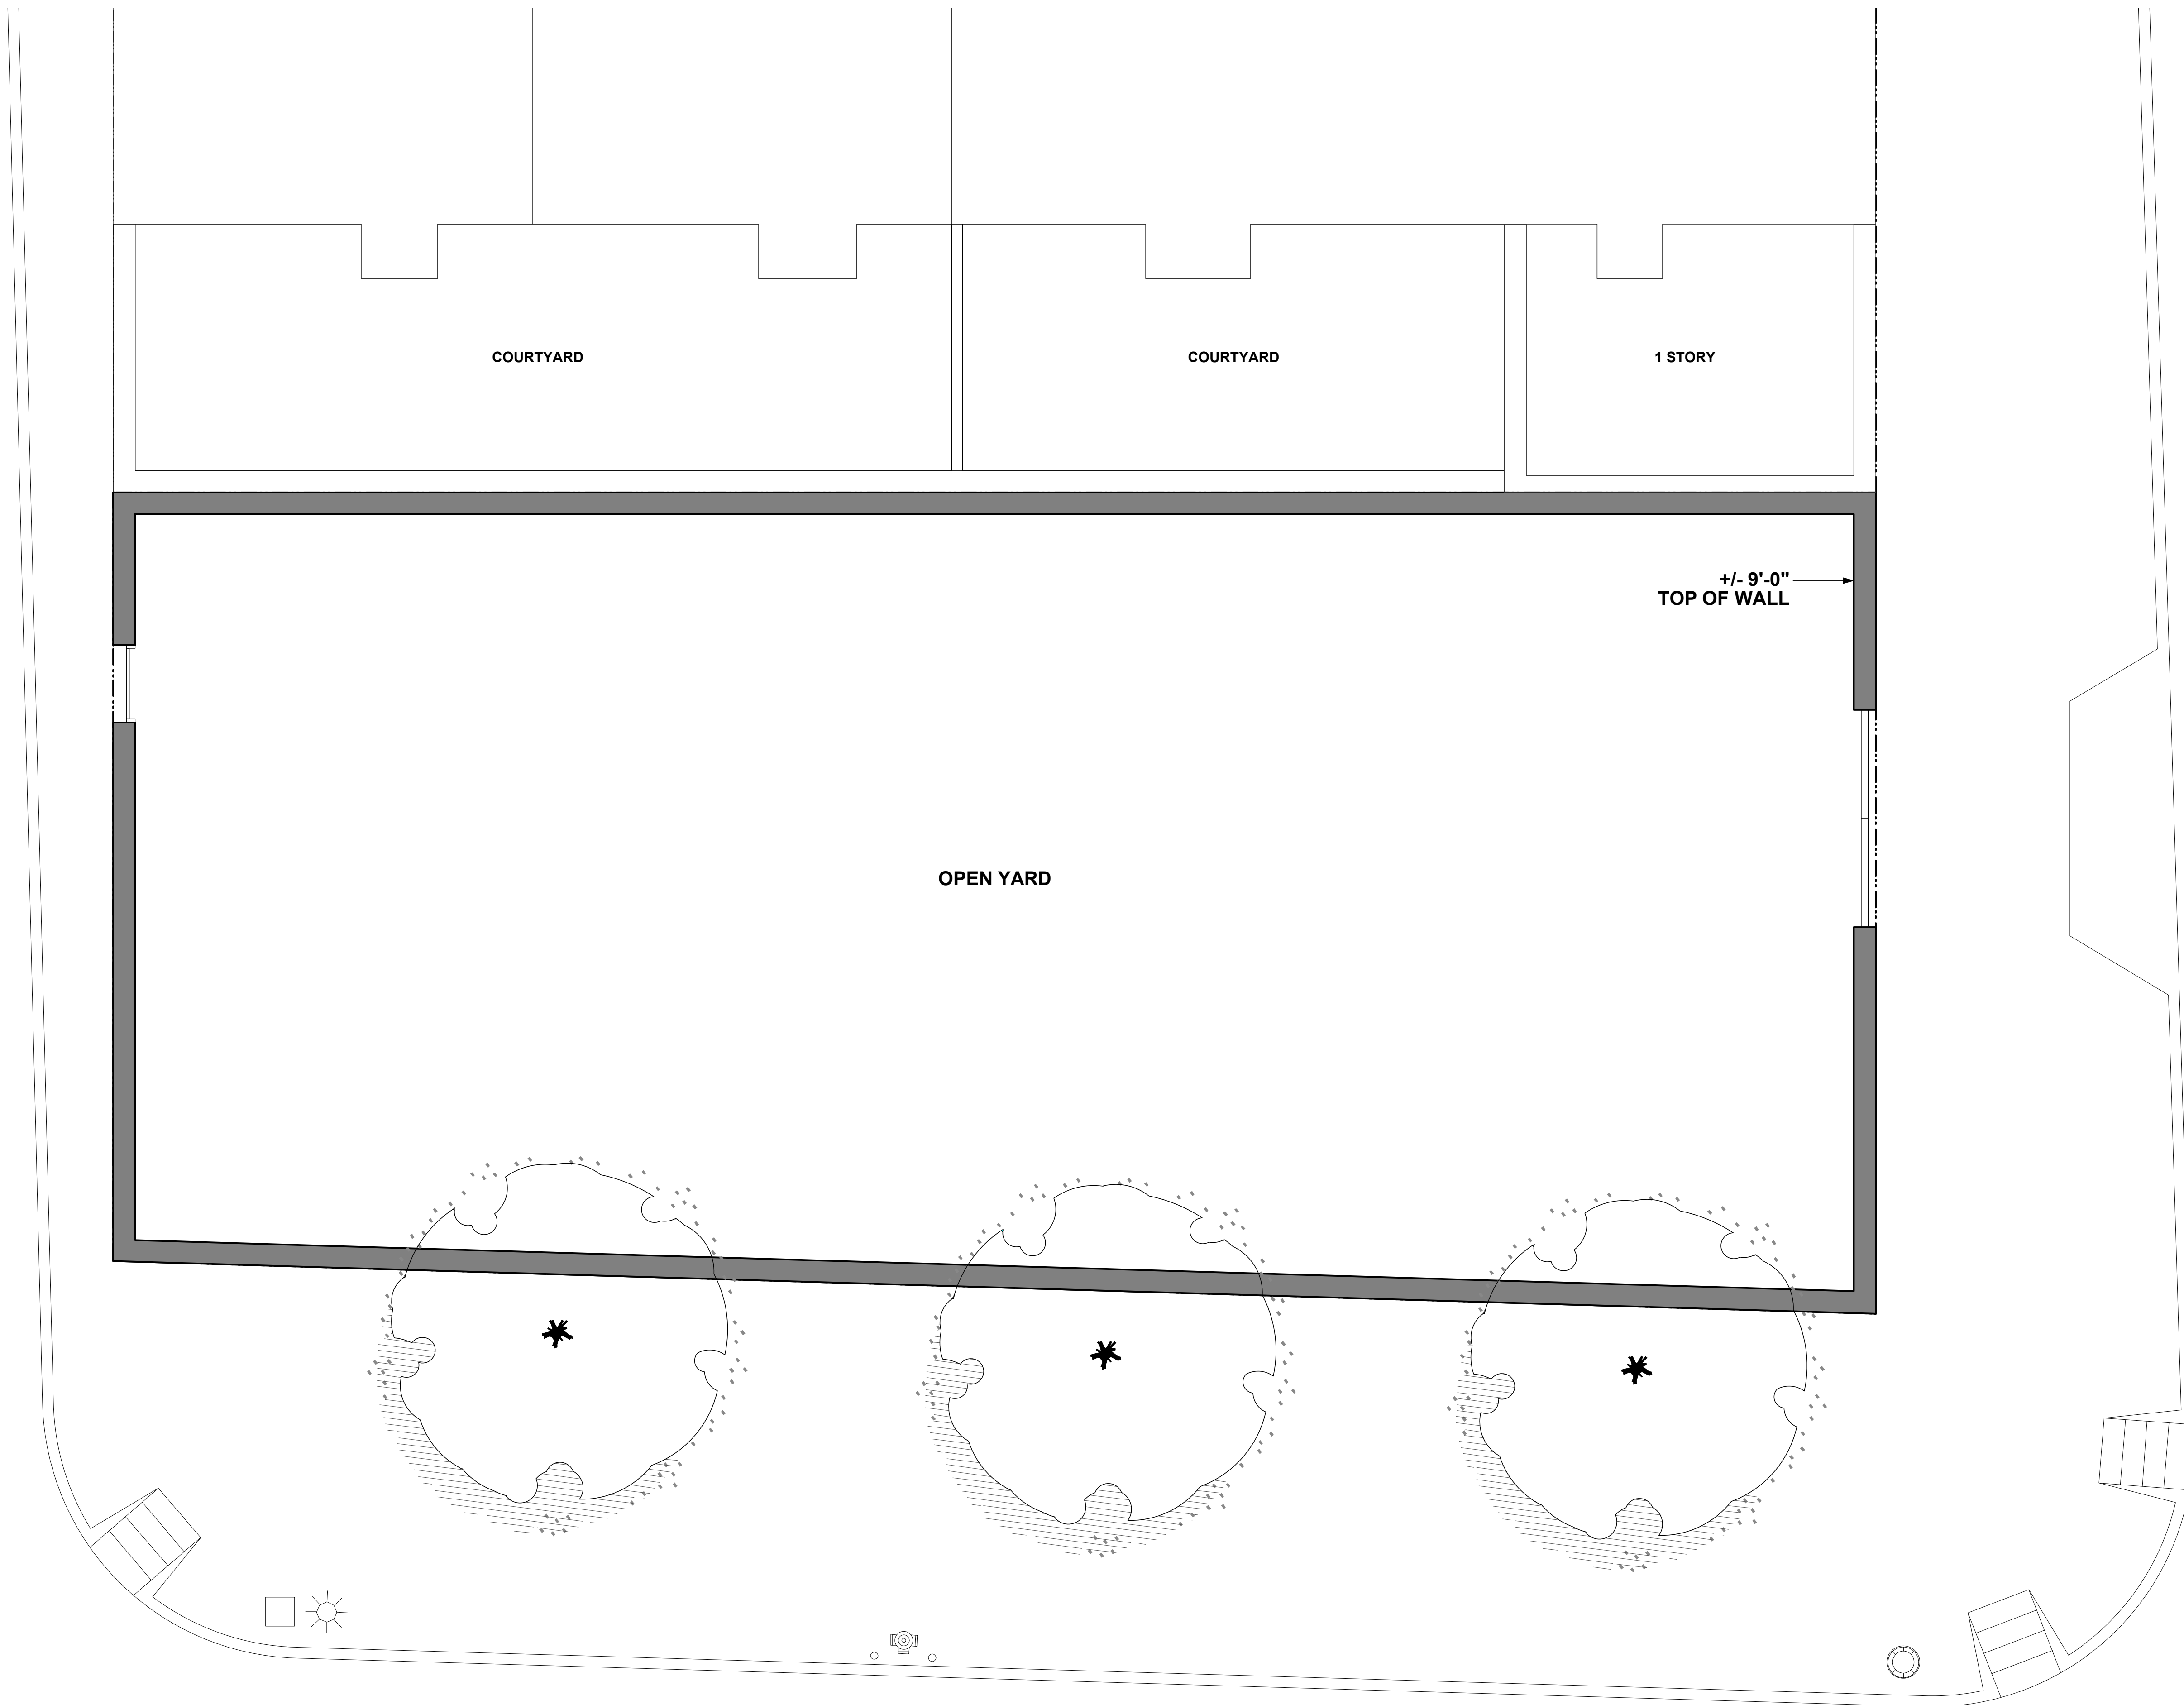 COURTYARD
COURTYARD
1 STORY
+/- 9'-0"
TOP OF WALL
OPEN YARD